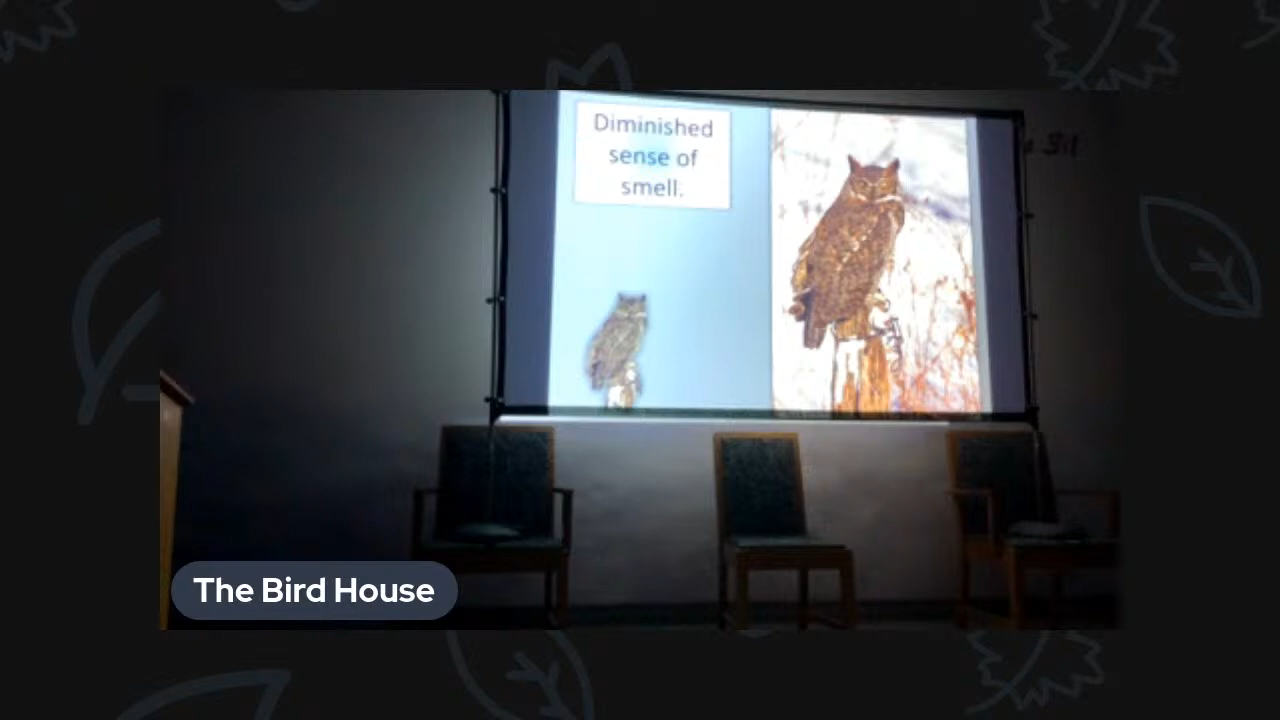 Diminished
sense of
smell.
The Bird House